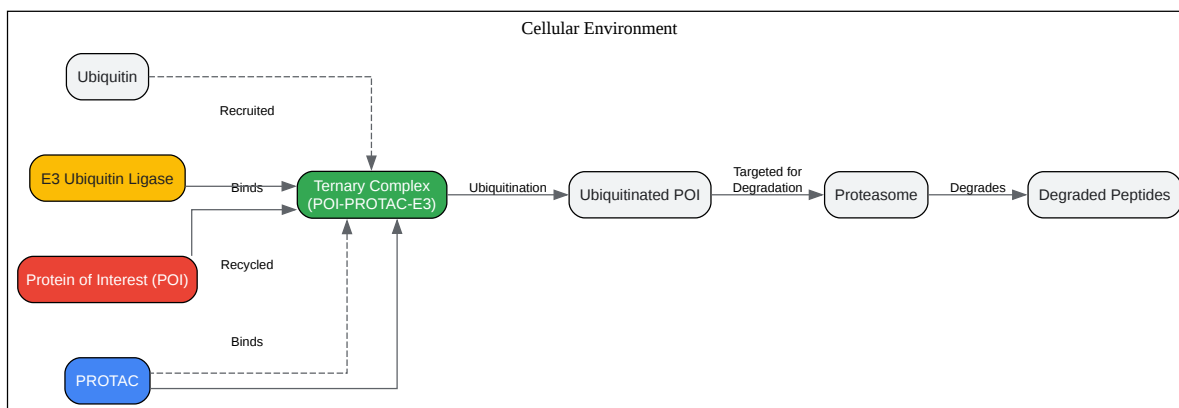 Cellular Environment
Ubiquitin
Recruited
E3 Ubiquitin Ligase
Binds
Ternary Complex
(POI-PROTAC-E3)
Ubiquitination
Ubiquitinated POI
Targeted for
Degradation
Proteasome
Degrades
Degraded Peptides
Protein of Interest (POI)
Recycled
Binds
PROTAC